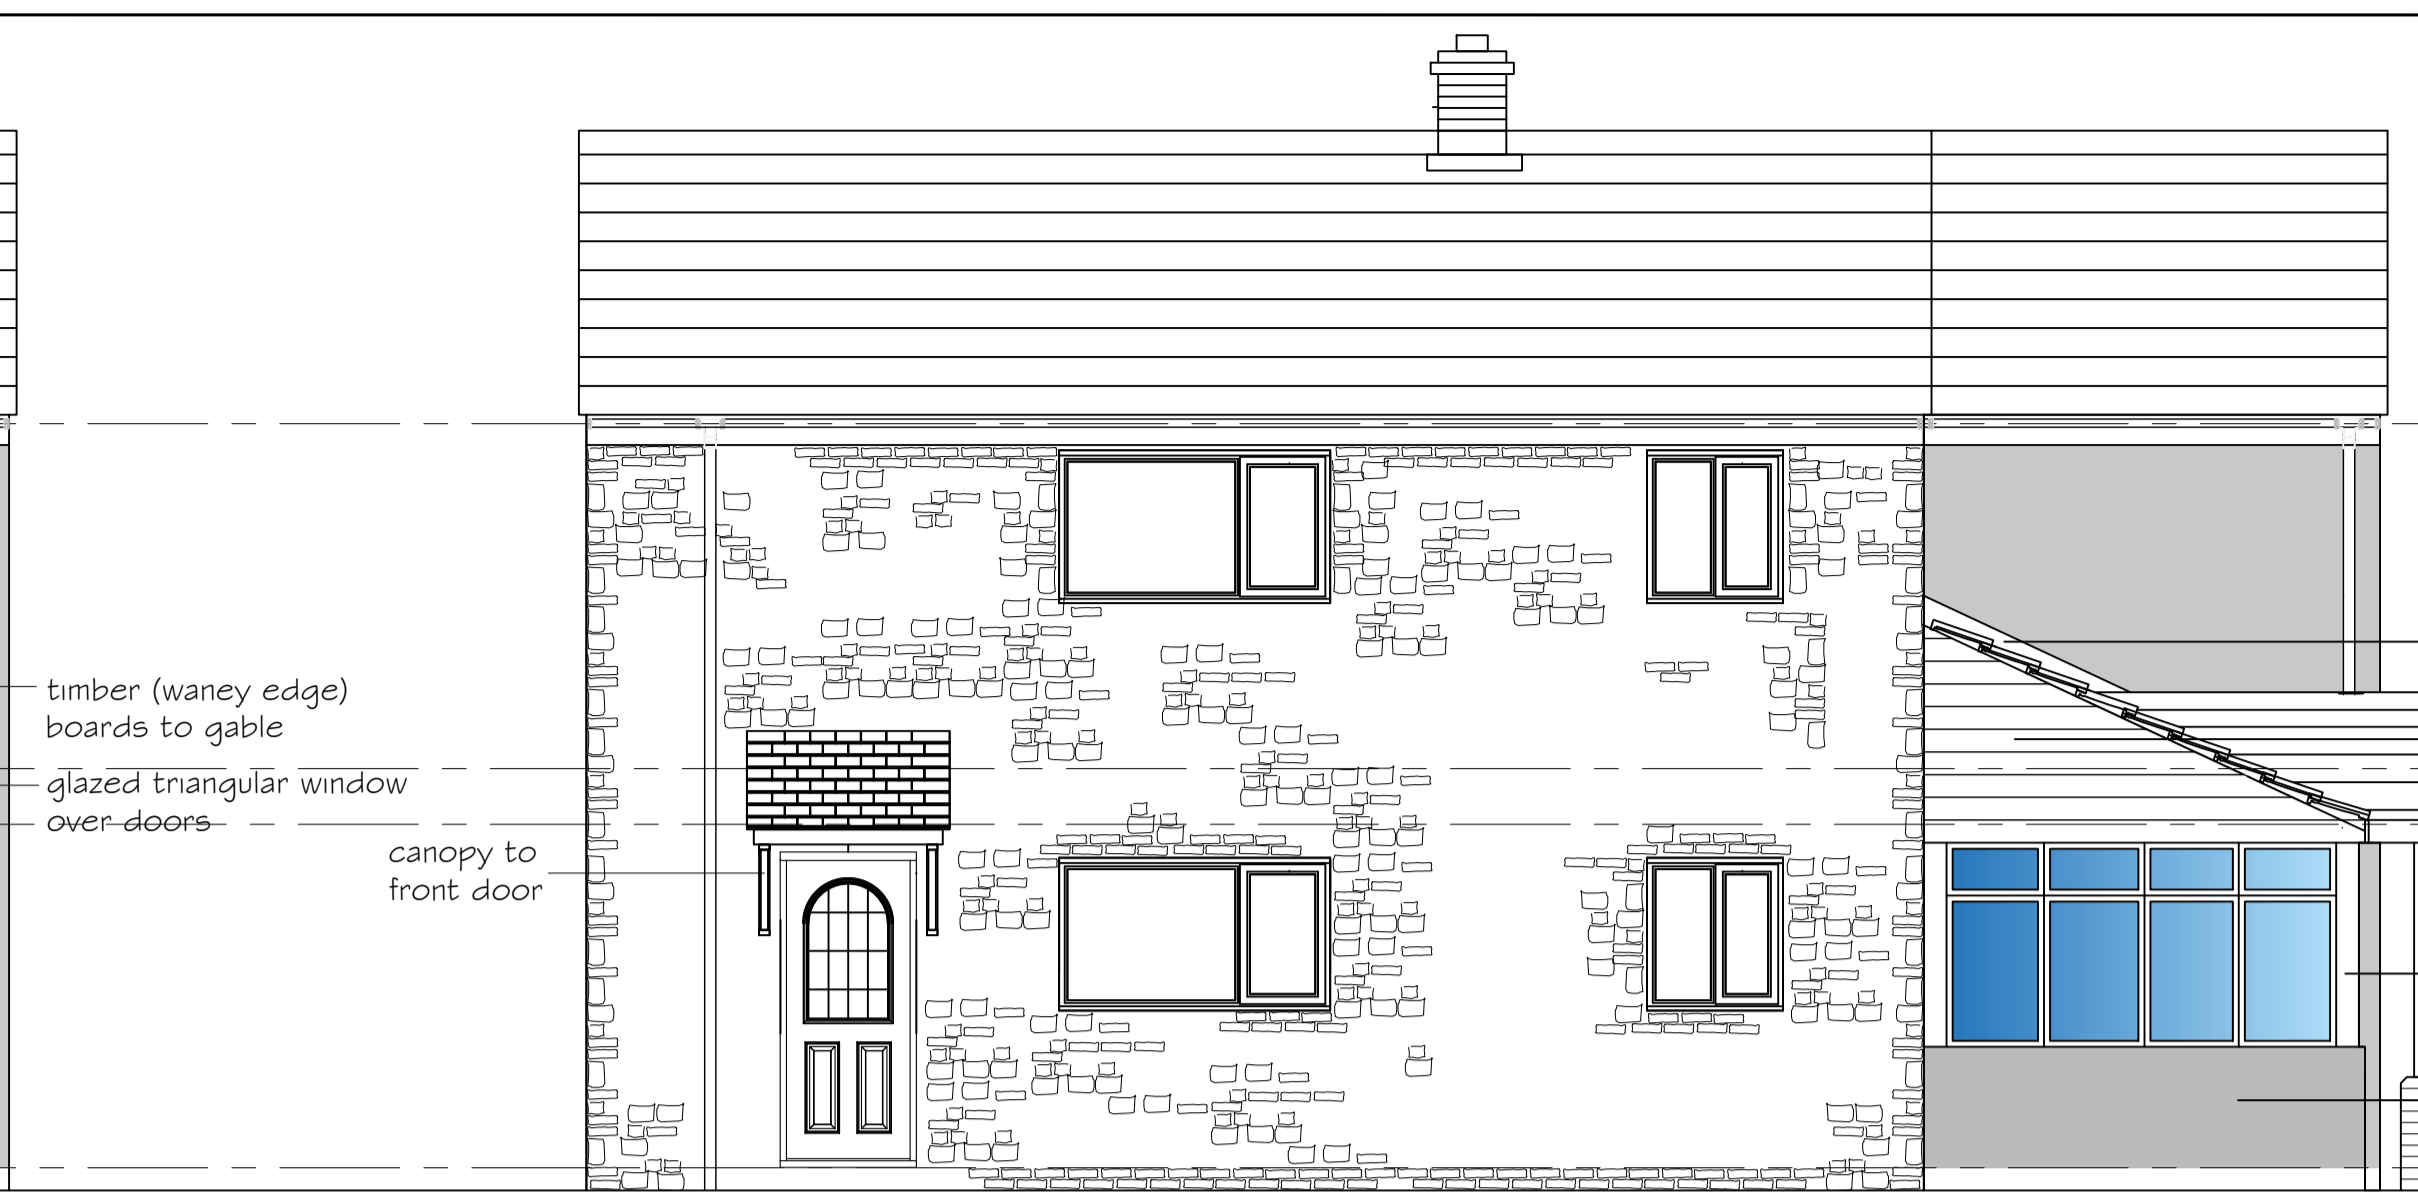 timber (waney edge)
boards to gable
glazed triangular window
over doors
canopy to
front door